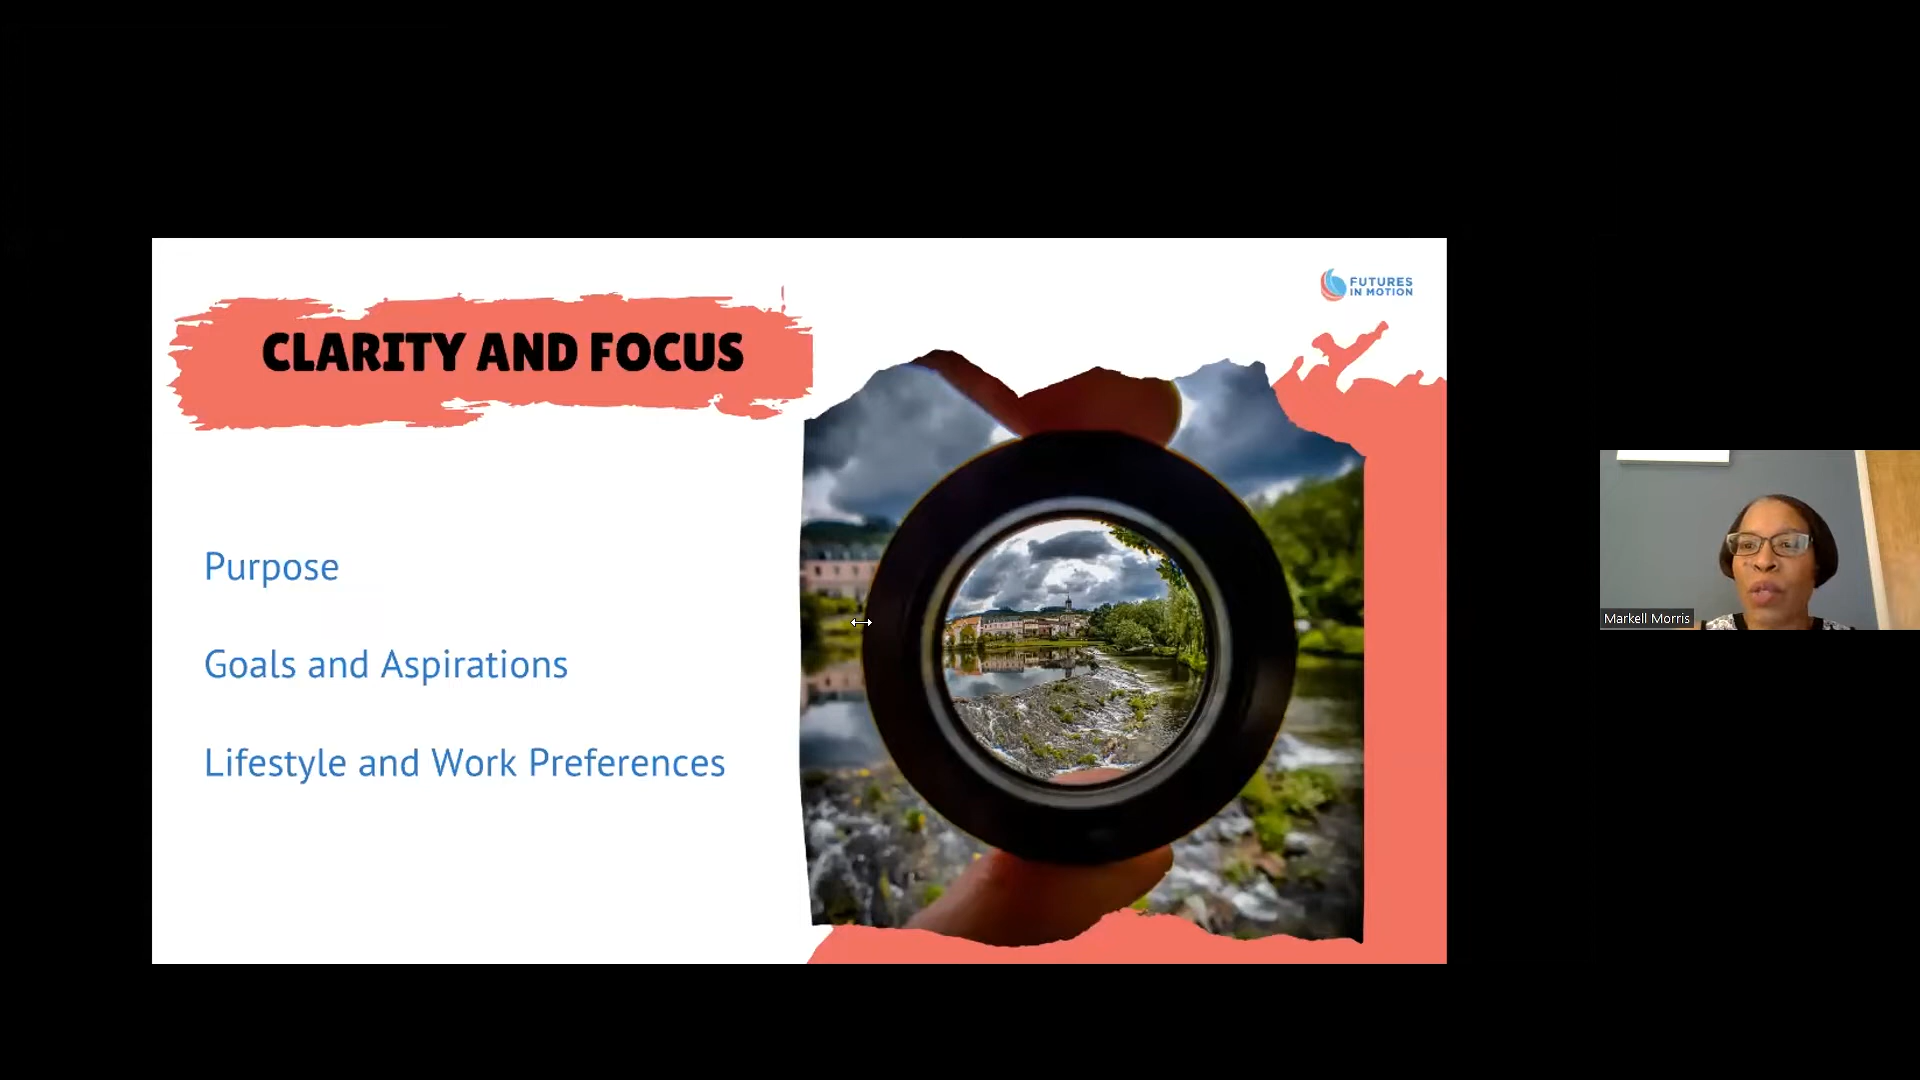 FUTURES
IN MOTION
CLARITY AND FOCUS
Purpose
Goals and Aspirations
Lifestyle and Work Preferences
Markell Morris